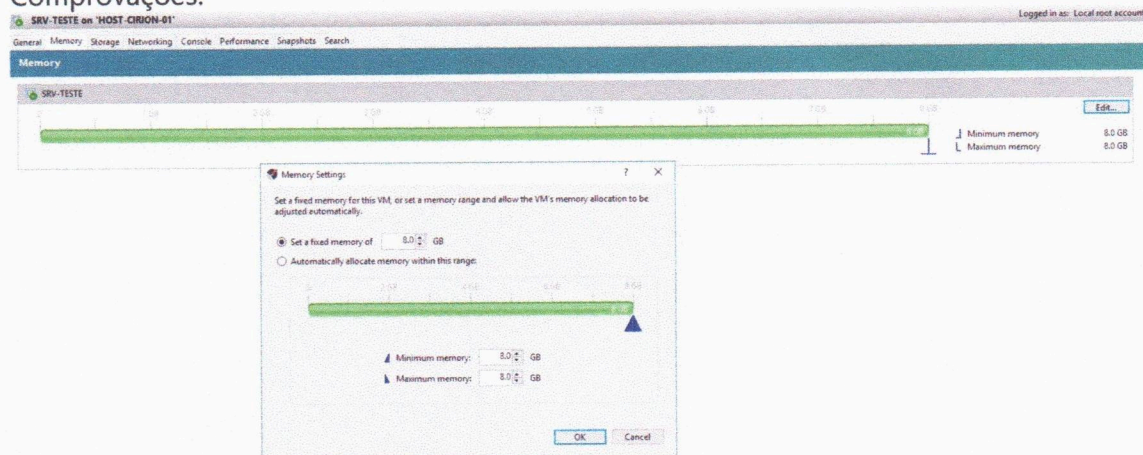 Comprovações:
SRV-TESTE on 'HOST-CIRION-01'
Logged in as: Local root account
General Memory Storage Networking Console Performance Snapshots Search
Memory
SRV-TESTE
Edit...
Minimum memory 8.0 GB
Maximum memory 8.0 GB
Memory Settings ? X
Set a fixed memory for this VM, or set a memory range and allow the VM's memory allocation to be
adjusted automatically.
Set a fixed memory of 8.0 GB
Automatically allocate memory within this range:
Minimum memory: 8.0 GB
Maximum memory: 8.0 GB
OK Cancel